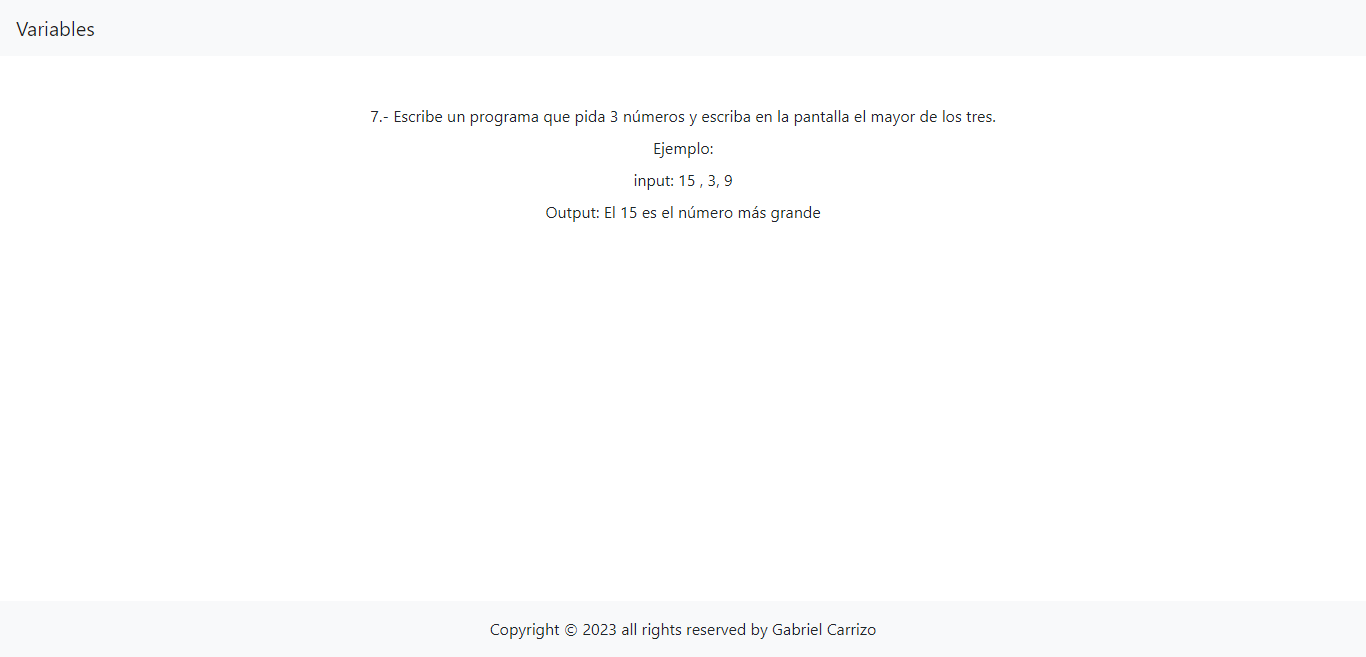 Variables
7.- Escribe un programa que pida 3 números y escriba en la pantalla el mayor de los tres.
Ejemplo:
input: 15 , 3, 9
Output: El 15 es el número más grande
Copyright © 2023 all rights reserved by Gabriel Carrizo